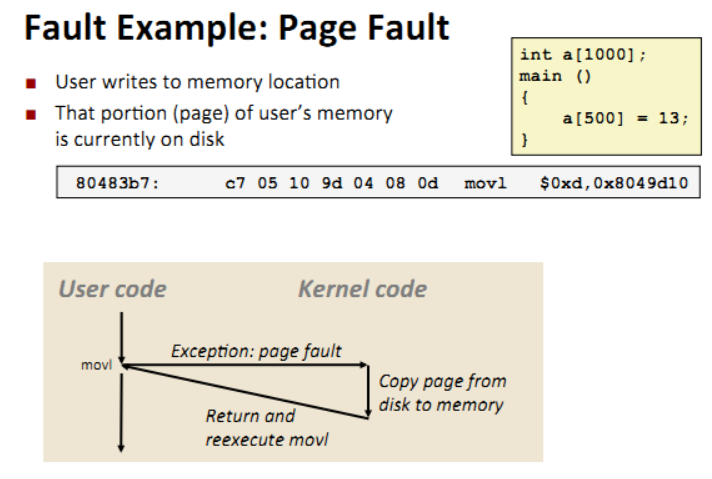 Fault Example: Page Fault
User writes to memory location
That portion (page) of user's memory
is currently on disk
int a[1000];
main ()
{
a[500] = 13;
}
80483b7: c7 05 10 9d 04 08 0d movl $0xd,0x8049d10
User code
Kernel code
Exception: page fault
movl
Copy page from
disk to memory
Return and
reexecute movl